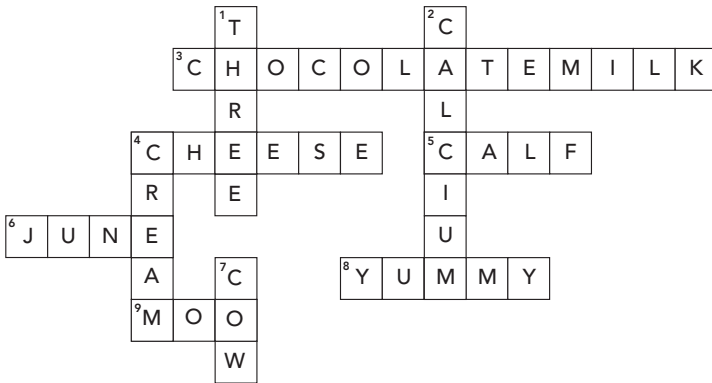 1 T 2 C
3 C H O C O L A T E M I L K
R L
4 C H E E S E 5 C A L F
R E I
6 J U N E U
A 7 C 8 Y U M M Y
9 M O O
W